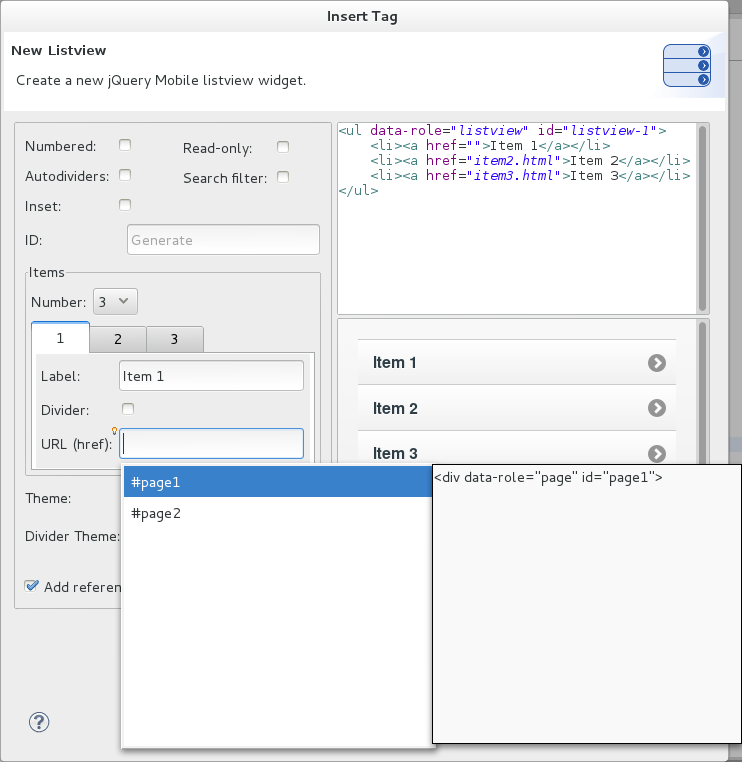 Insert Tag
New Listview
Create a new jQuery Mobile listview widget.
Numbered:
Read-only:
Autodividers:
Search filter:
Inset:
ID:
Generate
Items
Number:
3
1
2
3
Label:
Item 1
Divider:
URL (href):
#page1
#page2
Theme:
Divider Theme:
Add referen
<ul data-role="listview" id="listview-1">
    <li><a href="">Item 1</a></li>
    <li><a href="item2.html">Item 2</a></li>
    <li><a href="item3.html">Item 3</a></li>
</ul>
Item 1
Item 2
Item 3
<div data-role="page" id="page1">
?